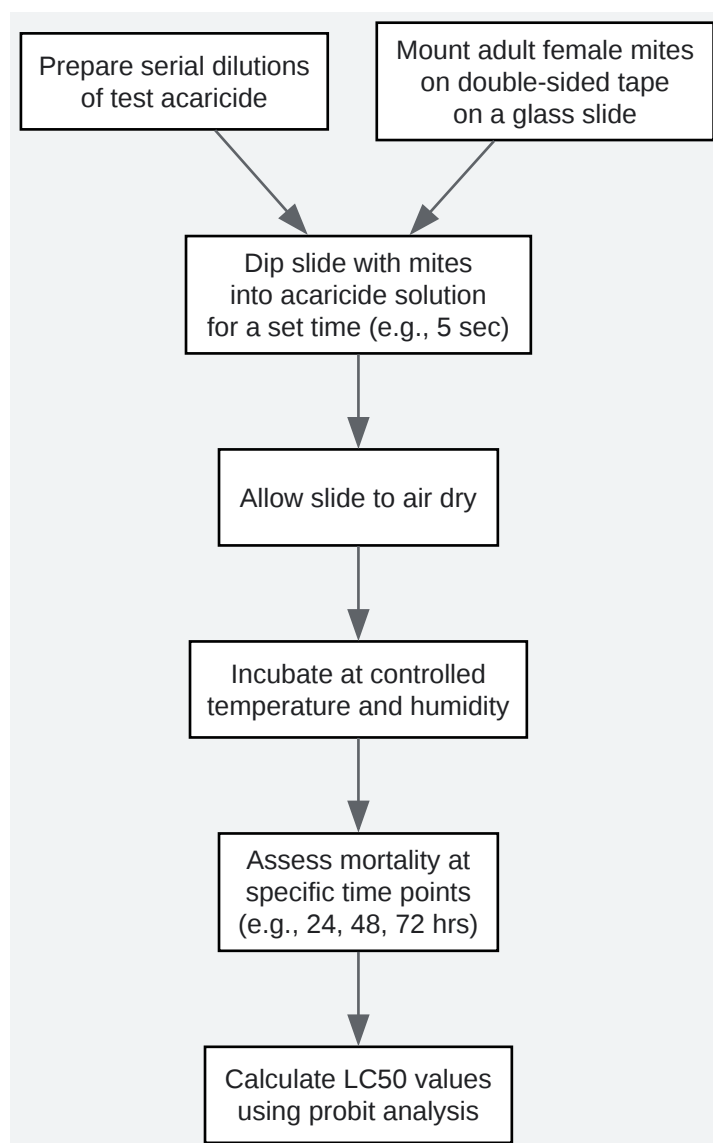 Prepare serial dilutions
of test acaricide
Mount adult female mites
on double-sided tape
on a glass slide
Dip slide with mites
into acaricide solution
for a set time (e.g., 5 sec)
Allow slide to air dry
Incubate at controlled
temperature and humidity
Assess mortality at
specific time points
(e.g., 24, 48, 72 hrs)
Calculate LC50 values
using probit analysis